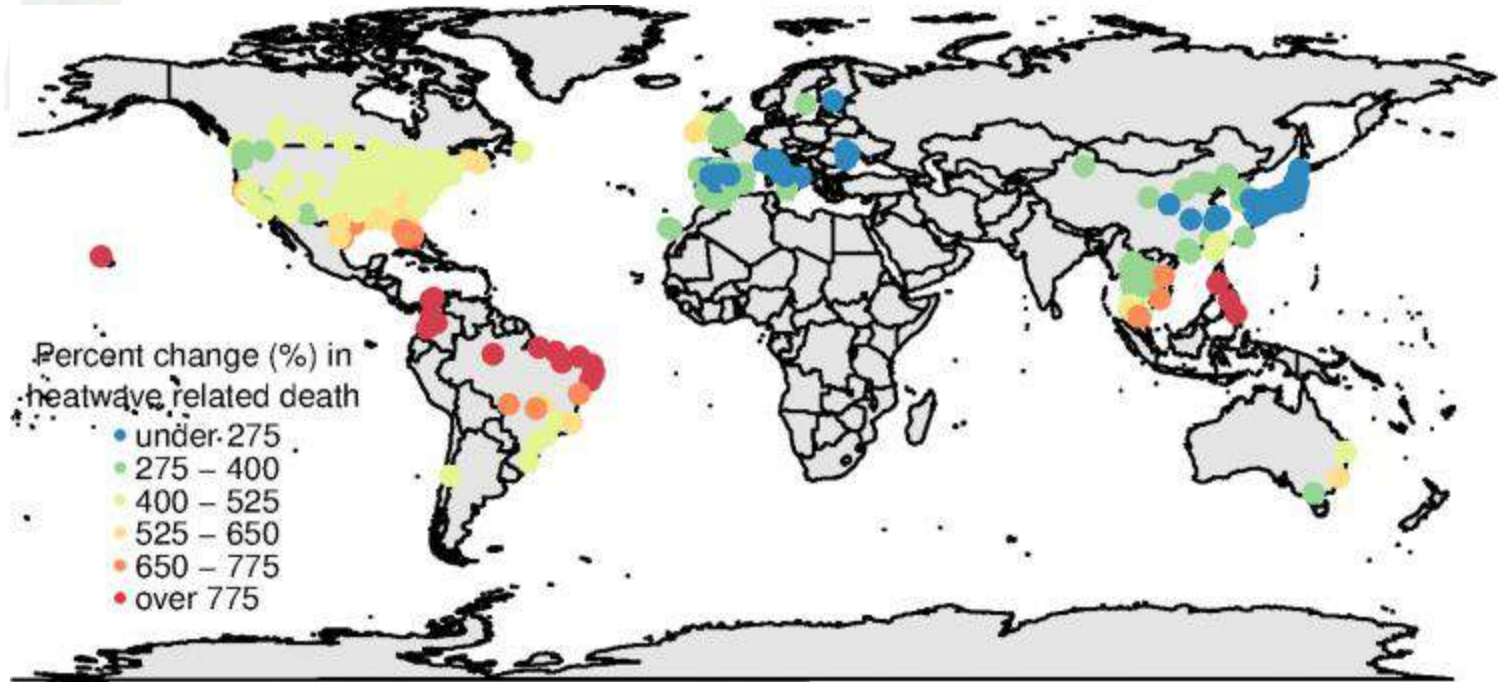 Percent change (%) in
heatwave related death
under 275
275 – 400
400 – 525
525 – 650
650 – 775
over 775